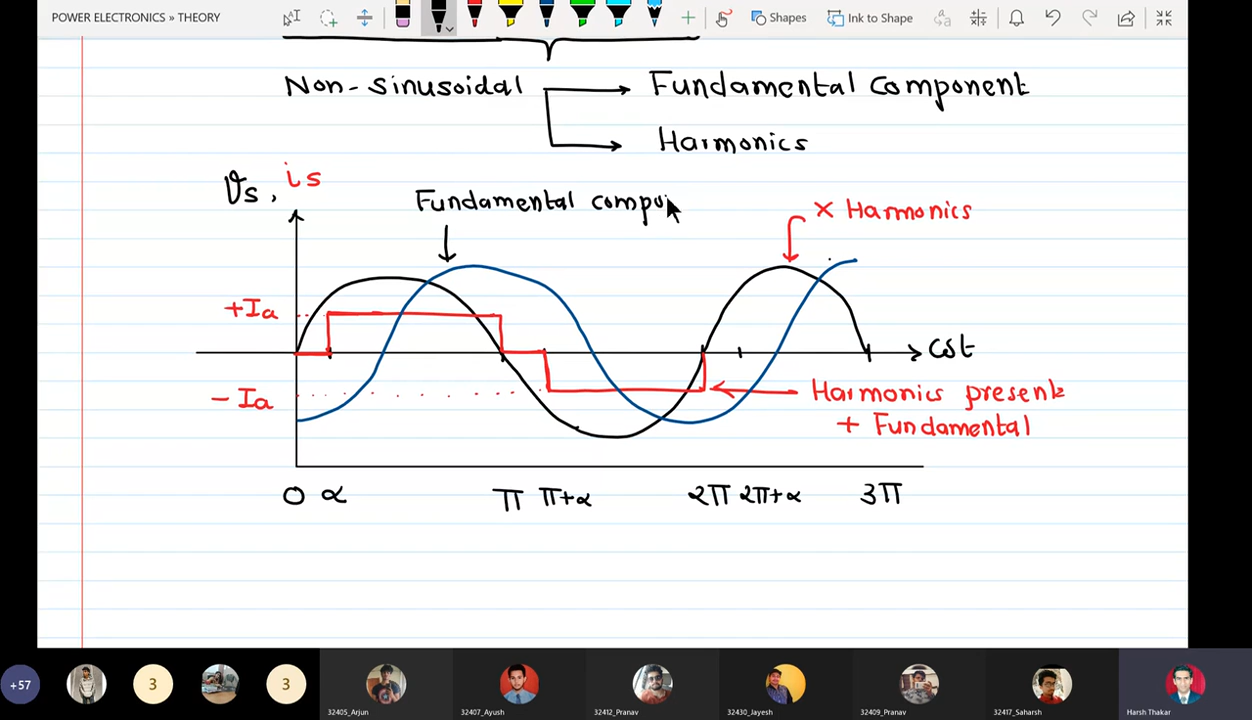 POWER ELECTRONICS » THEORY
Shapes
Ink to Shape
Non-sinusoidal
Fundamental component
Harmonics
Vs, is
Fundamental compo
× Harmonics
+Ia
ωt
- Ia
Harmonics present
+ Fundamental
0 α π π+α 2π 2π+α 3π
+57
3
3
32405_Arjun
32407_Ayush
32412_Pranav
32430_Jayesh
32409_Pranav
32417_Saharsh
Harsh Thakar